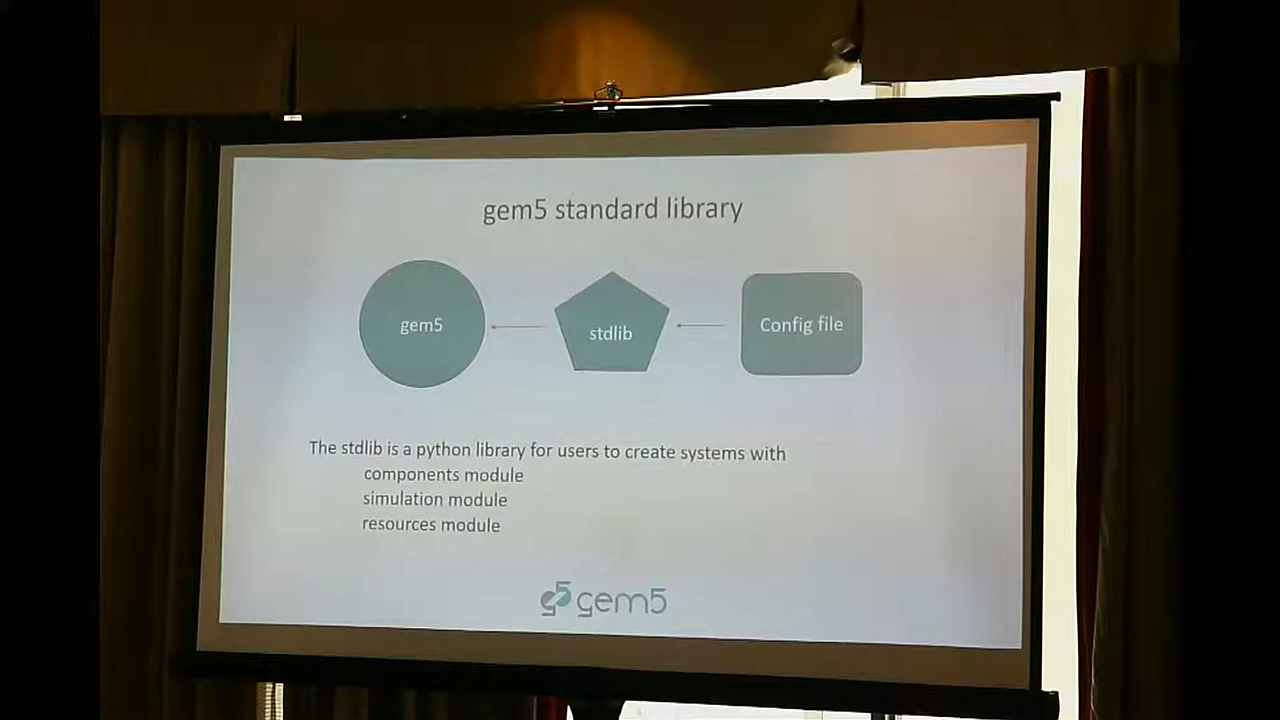 gem5 standard library
gem5
stdlib
Config file
The stdlib is a python library for users to create systems with
components module
simulation module
resources module
g5 gem5